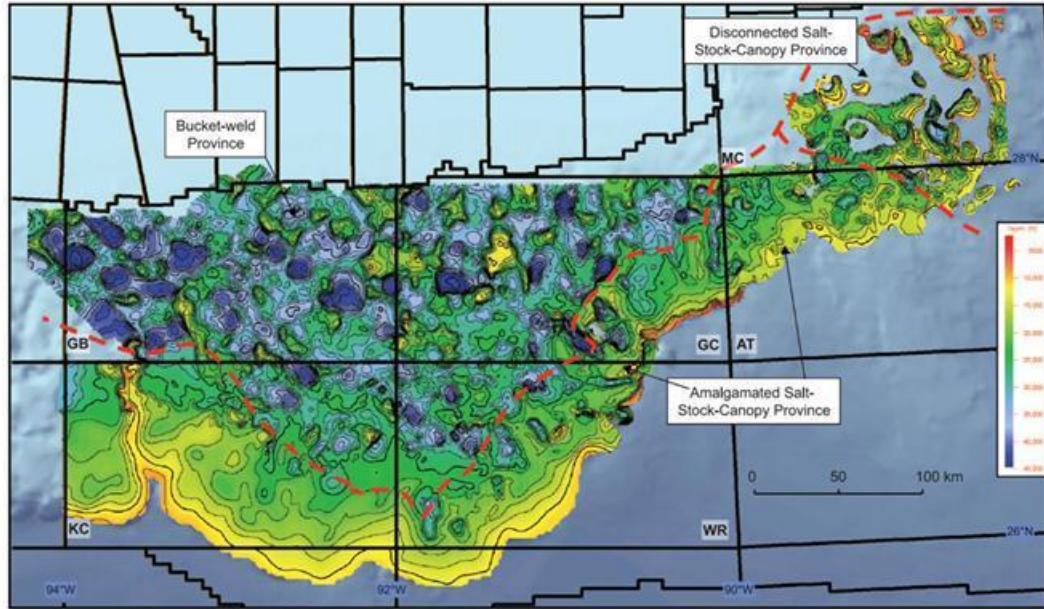 Disconnected Salt-
Stock-Canopy Province
Bucket-weld
Province
MC
28°N
GB
GC
AT
Amalgamated Salt-
Stock-Canopy Province
0 50 100 km
KC
WR
26°N
94°W
92°W
90°W